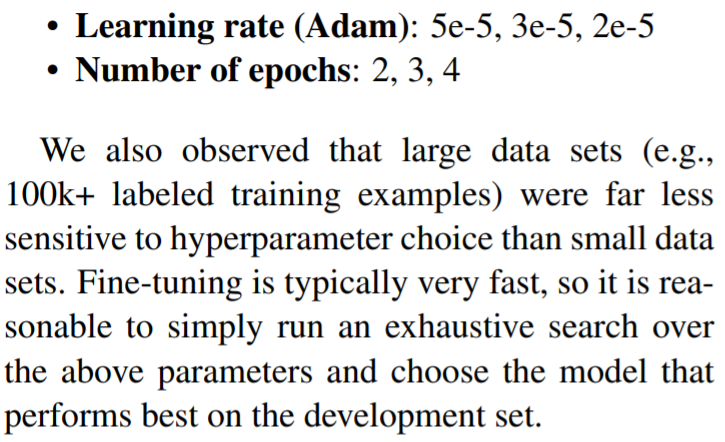 • Learning rate (Adam): 5e-5, 3e-5, 2e-5
• Number of epochs: 2, 3, 4
We also observed that large data sets (e.g.,
100k+ labeled training examples) were far less
sensitive to hyperparameter choice than small data
sets. Fine-tuning is typically very fast, so it is rea-
sonable to simply run an exhaustive search over
the above parameters and choose the model that
performs best on the development set.